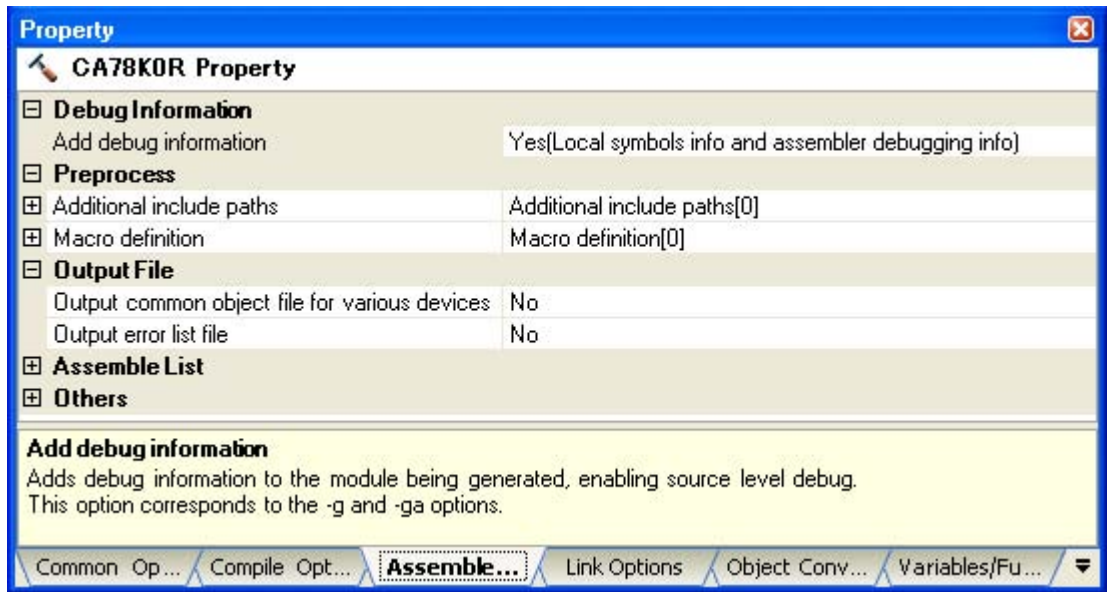 Property
CA78K0R Property
Debug Information
Add debug information Yes(Local symbols info and assembler debugging info)
Preprocess
Additional include paths Additional include paths[0]
Macro definition Macro definition[0]
Output File
Output common object file for various devices No
Output error list file No
Assemble List
Others
Add debug information
Adds debug information to the module being generated, enabling source level debug.
This option corresponds to the -g and -ga options.
Common Op... Compile Opt... Assemble... Link Options Object Conv... Variables/Fu...